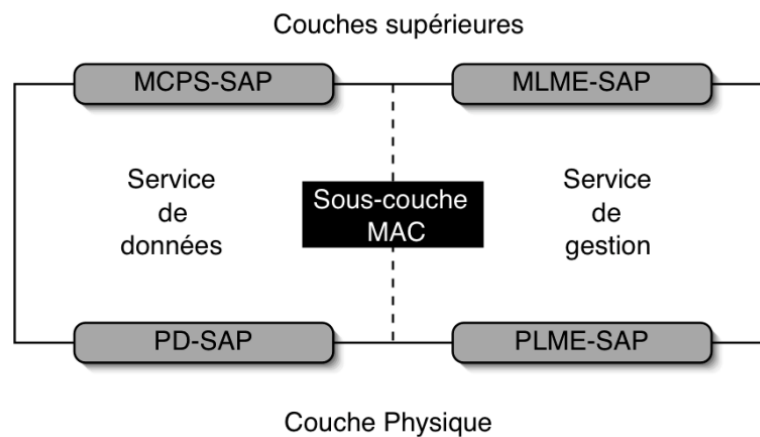 Couches supérieures
MCPS-SAP
MLME-SAP
Service
de
données
Sous-couche
MAC
Service
de
gestion
PD-SAP
PLME-SAP
Couche Physique